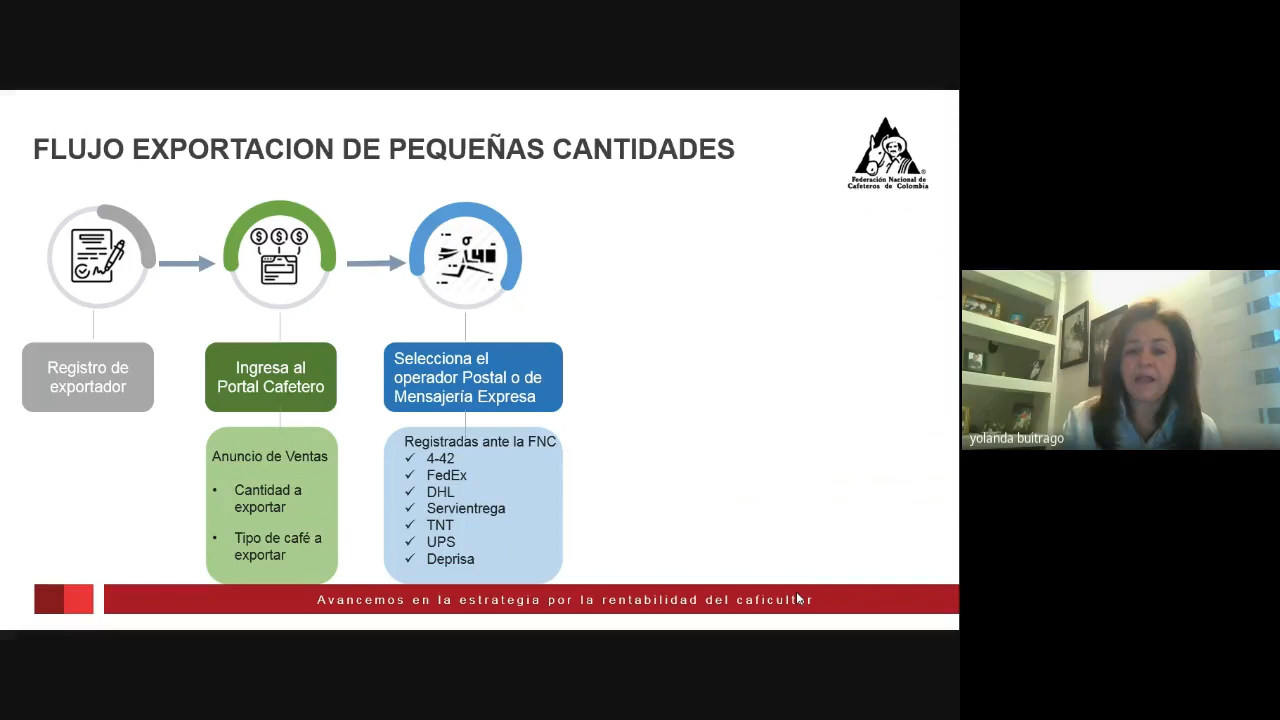 FLUJO EXPORTACION DE PEQUEÑAS CANTIDADES
Federación Nacional de
Cafeteros de Colombia
Registro de
exportador
Ingresa al
Portal Cafetero
Selecciona el
operador Postal o de
Mensajería Expresa
Anuncio de Ventas
• Cantidad a
exportar
• Tipo de café a
exportar
Registradas ante la FNC
✓ 4-42
✓ FedEx
✓ DHL
✓ Servientrega
✓ TNT
✓ UPS
✓ Deprisa
Avancemos en la estrategia por la rentabilidad del caficultor
yolanda buitrago